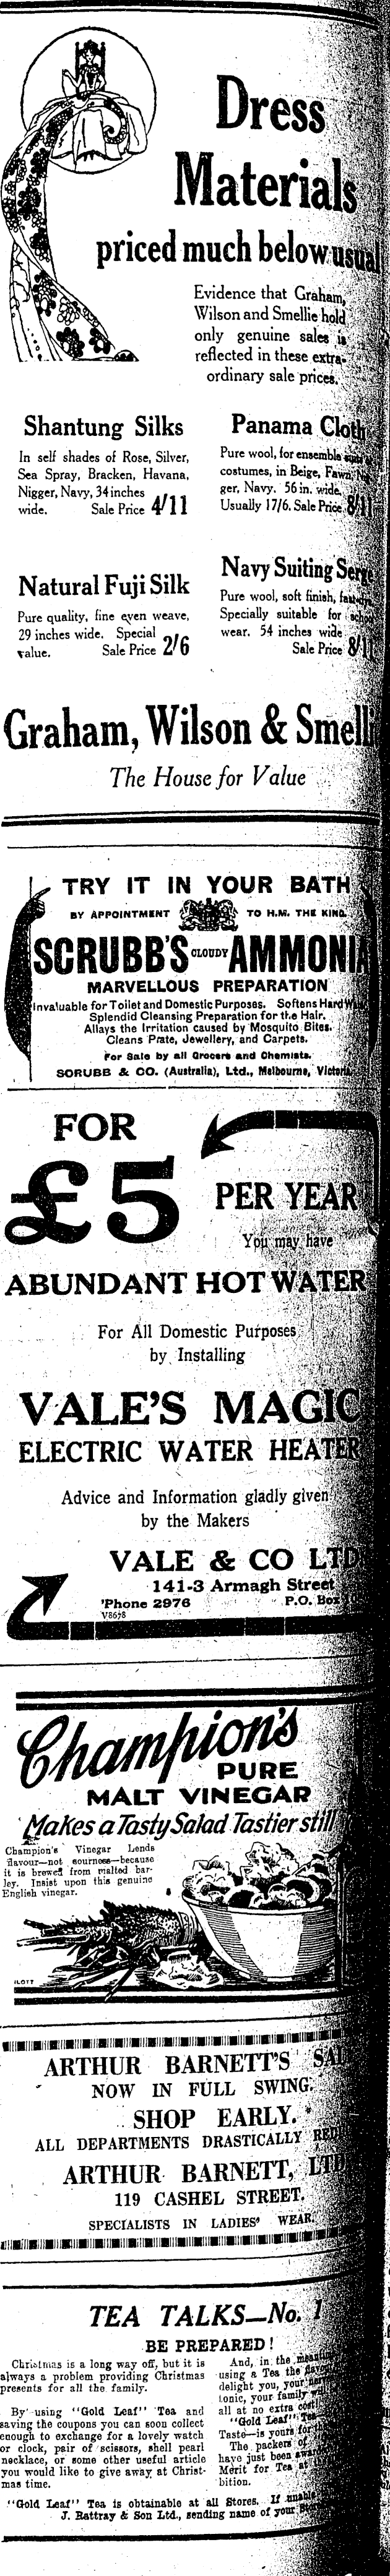 Dress
Materials
priced much below usual
Evidence that Graham,
Wilson and Smellie hold
only genuine sales is
reflected in these extra-
ordinary sale prices.
Shantung Silks
In self shades of Rose, Silver,
Sea Spray, Bracken, Havana,
Nigger, Navy, 34 inches
wide. Sale Price 4/11
Panama Cloth
Pure wool, for ensemble
costumes, in Beige, Fawn, Nig-
ger, Navy. 56 in. wide.
Usually 17/6. Sale Price 8/11
Natural Fuji Silk
Pure quality, fine even weave,
29 inches wide. Special
value. Sale Price 2/6
Navy Suiting Serge
Pure wool, soft finish,
Specially suitable for school
wear. 54 inches wide
Sale Price 8/11
Graham, Wilson & Smelli
The House for Value
TRY IT IN YOUR BATH
BY APPOINTMENT TO H.M. THE KING.
SCRUBB'S CLOUDY AMMONIA
MARVELLOUS PREPARATION
Invaluable for Toilet and Domestic Purposes. Softens Hard
Splendid Cleansing Preparation for the Hair.
Allays the Irritation caused by Mosquito Bites.
Cleans Plate, Jewellery, and Carpets.
For Sale by all Grocers and Chemists.
SCRUBB & CO. (Australia), Ltd., Melbourne, Victoria
FOR
£5
PER YEAR
You may have
ABUNDANT HOT WATER
For All Domestic Purposes
by Installing
VALE'S MAGIC
ELECTRIC WATER HEATER
Advice and Information gladly given
by the Makers
VALE & CO LTD
141-3 Armagh Street
'Phone 2976 P.O. Box
V8678
Champion's
PURE
MALT VINEGAR
Makes a Tasty Salad Tastier still
Champion's Vinegar Lends
flavour—not sourness—because
it is brewed from malted bar-
ley. Insist upon this genuine
English vinegar.
ILOTT
ARTHUR BARNETT'S SAL
NOW IN FULL SWING.
SHOP EARLY.
ALL DEPARTMENTS DRASTICALLY RED
ARTHUR BARNETT, LTD
119 CASHEL STREET.
SPECIALISTS IN LADIES' WEAR.
TEA TALKS—No. 1
BE PREPARED!
Christmas is a long way off, but it is
always a problem providing Christmas
presents for all the family.
By using "Gold Leaf" Tea and
saving the coupons you can soon collect
enough to exchange for a lovely watch
or clock, pair of scissors, shell pearl
necklace, or some other useful article
you would like to give away at Christ-
mas time.
And, in the meantime
using a Tea the
delight you, your
tonic, your family
all at no extra cost!
"Gold Leaf" Tea
Taste—is yours for
The packers of
have just been awarded
Merit for Tea at
bition.
"Gold Leaf" Tea is obtainable at all Stores. If unable
J. Rattray & Son Ltd., sending name of your